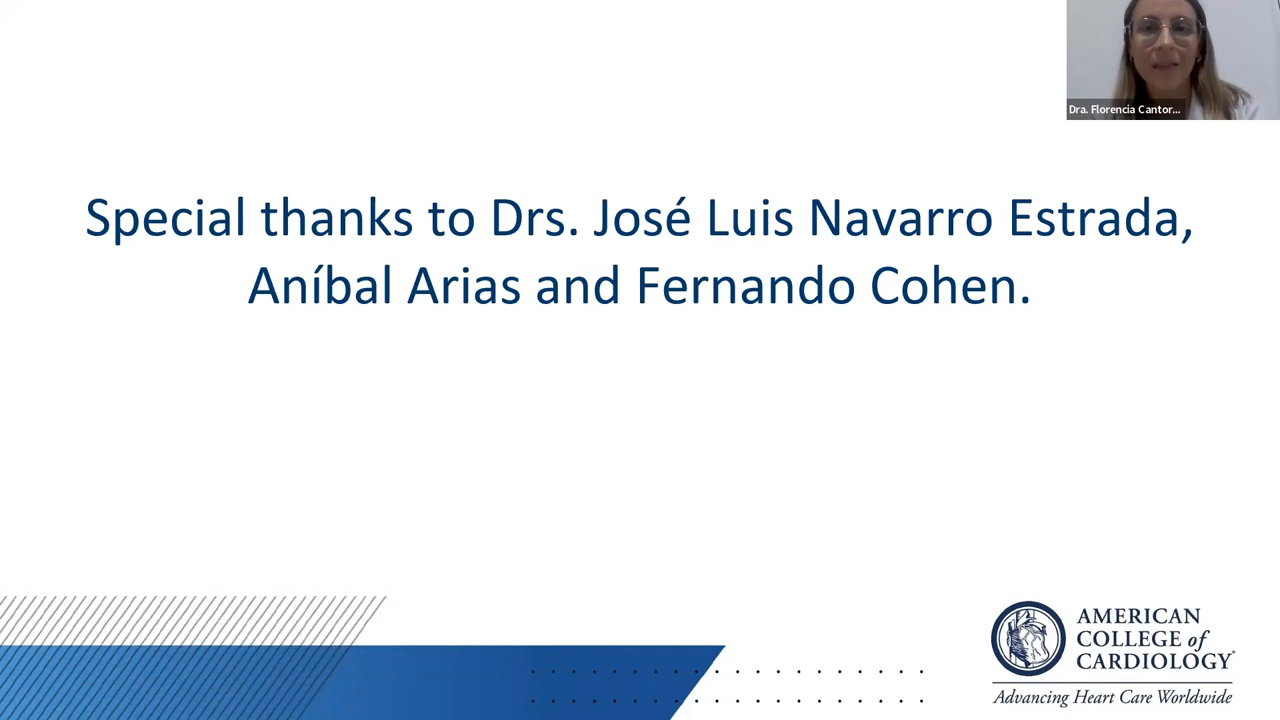 Dra. Florencia Cantor...
Special thanks to Drs. José Luis Navarro Estrada,
Aníbal Arias and Fernando Cohen.
AMERICAN
COLLEGE of
CARDIOLOGY®
Advancing Heart Care Worldwide